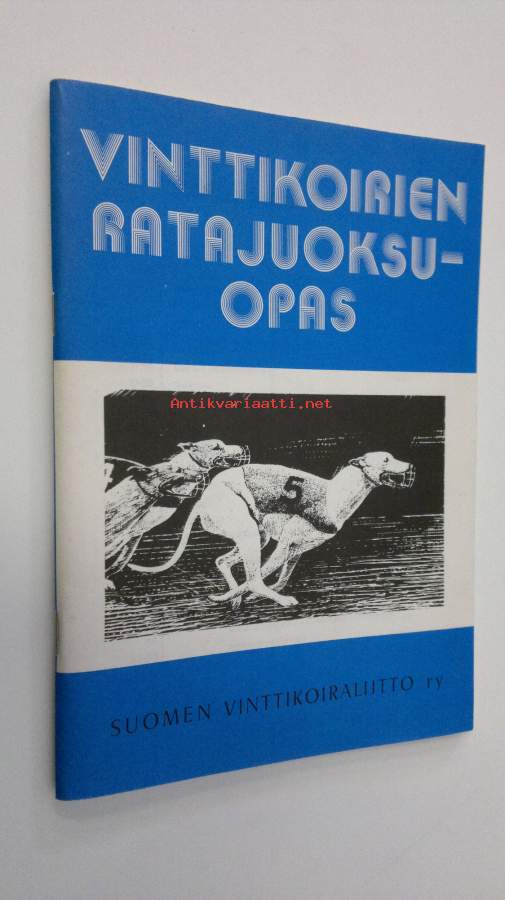 VINTTIKOIRIEN
RATAJUOKSU-
OPAS
Antikvariaatti.net
5
SUOMEN VINTTIKOIRALIITTO ry